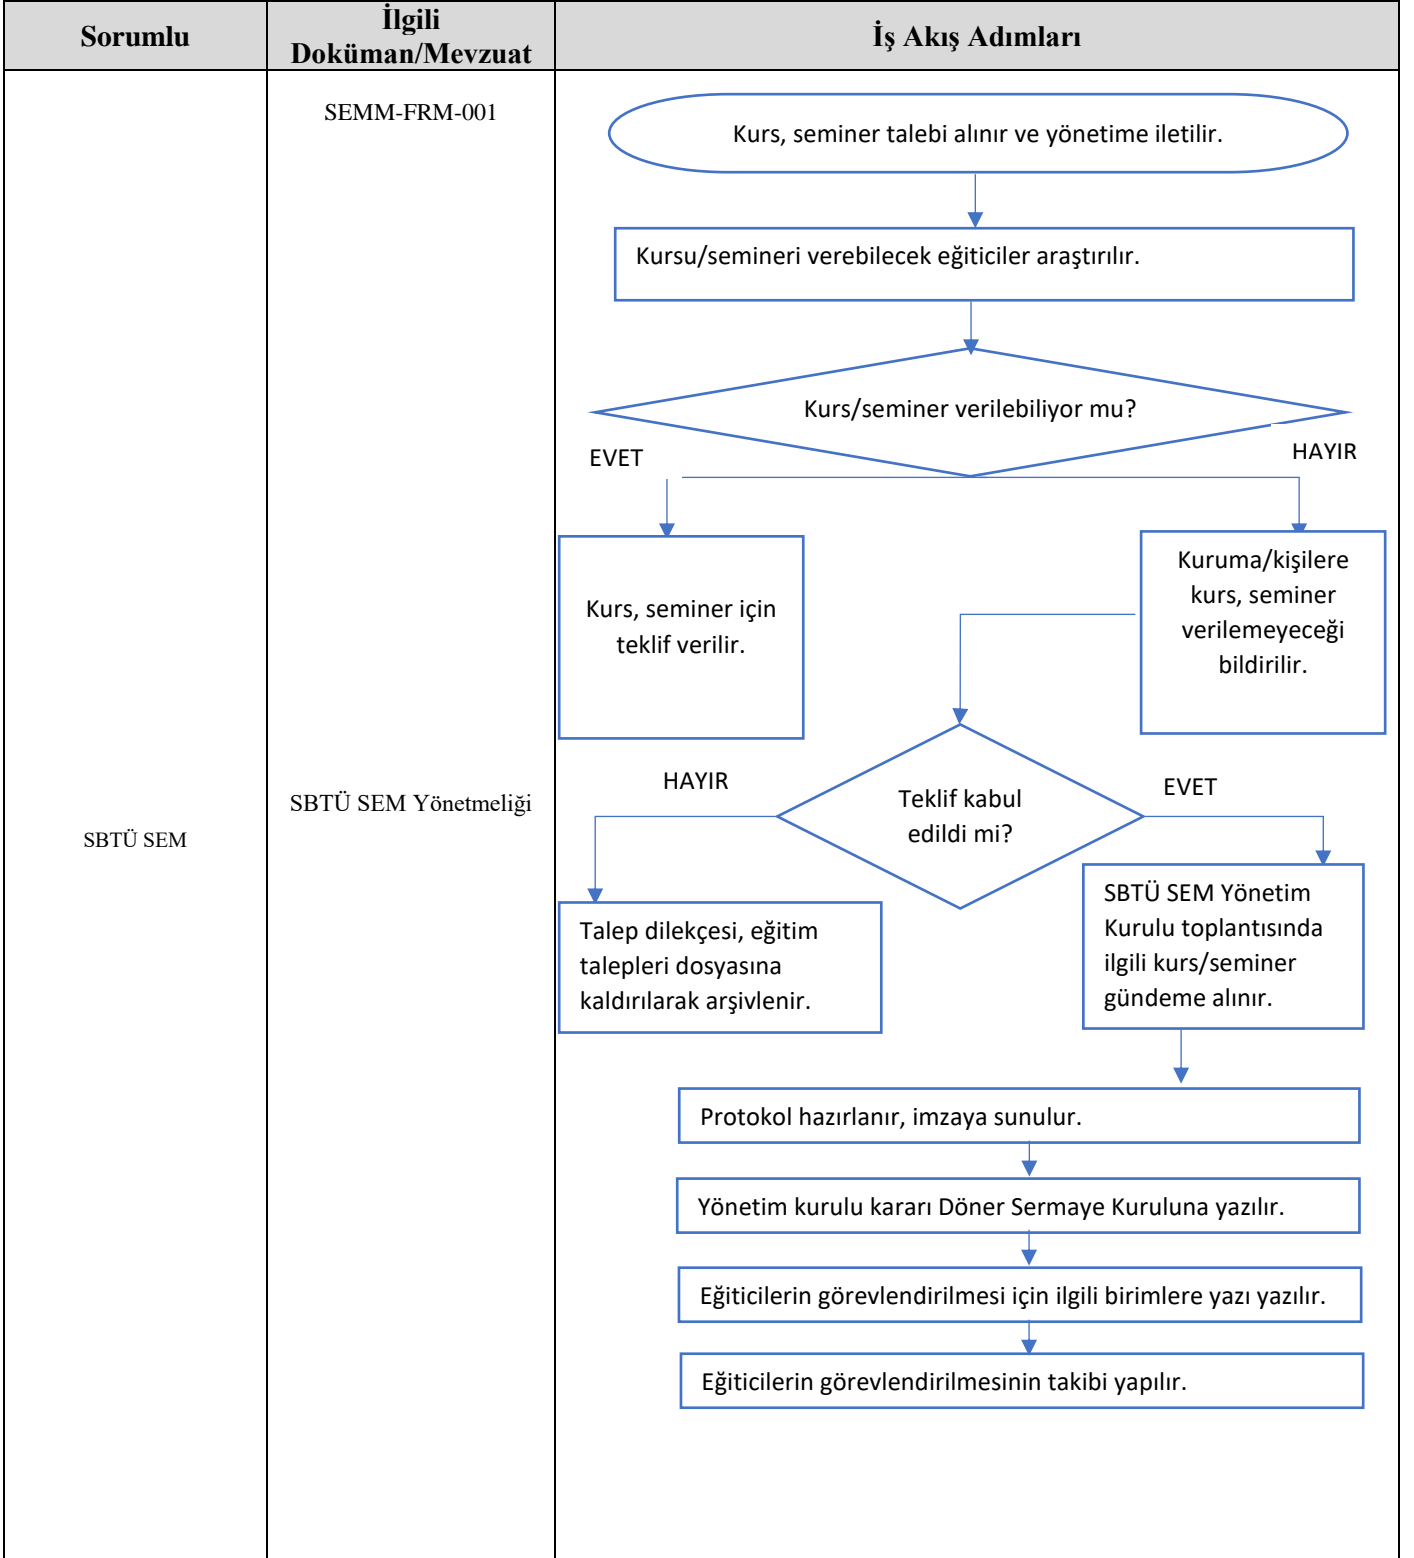 Sorumlu
İlgili
Doküman/Mevzuat
İş Akış Adımları
SEMM-FRM-001
Kurs, seminer talebi alınır ve yönetime iletilir.
Kursu/semineri verebilecek eğiticiler araştırılır.
Kurs/seminer verilebiliyor mu?
EVET
HAYIR
Kurs, seminer için
teklif verilir.
Kuruma/kişilere
kurs, seminer
verilemeyeceği
bildirilir.
HAYIR
Teklif kabul
edildi mi?
EVET
SBTÜ SEM Yönetmeliği
SBTÜ SEM
Talep dilekçesi, eğitim
talepleri dosyasına
kaldırılarak arşivlenir.
SBTÜ SEM Yönetim
Kurulu toplantısında
ilgili kurs/seminer
gündeme alınır.
Protokol hazırlanır, imzaya sunulur.
Yönetim kurulu kararı Döner Sermaye Kuruluna yazılır.
Eğiticilerin görevlendirilmesi için ilgili birimlere yazı yazılır.
Eğiticilerin görevlendirilmesinin takibi yapılır.